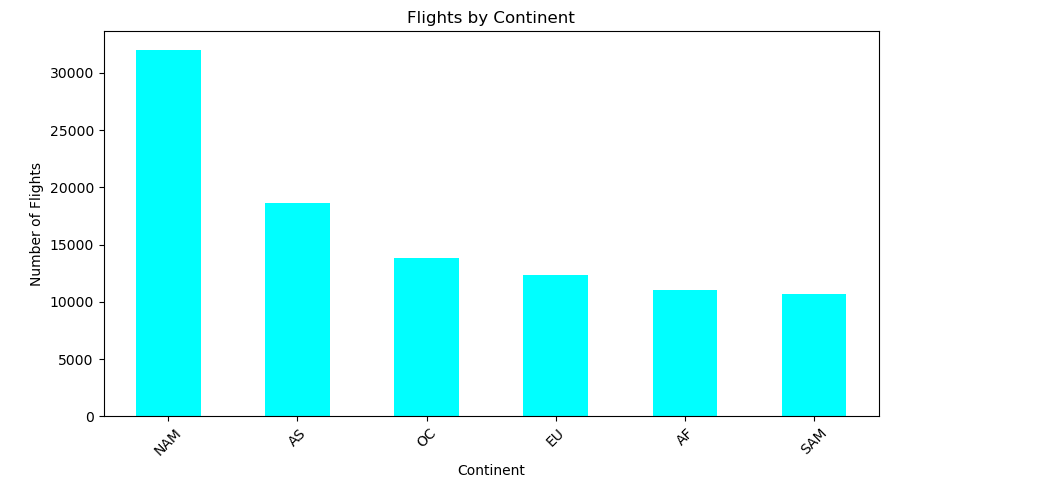 Flights by Continent
Number of Flights
30000
25000
20000
15000
10000
5000
0
NAM
AS
OC
EU
AF
SAM
Continent